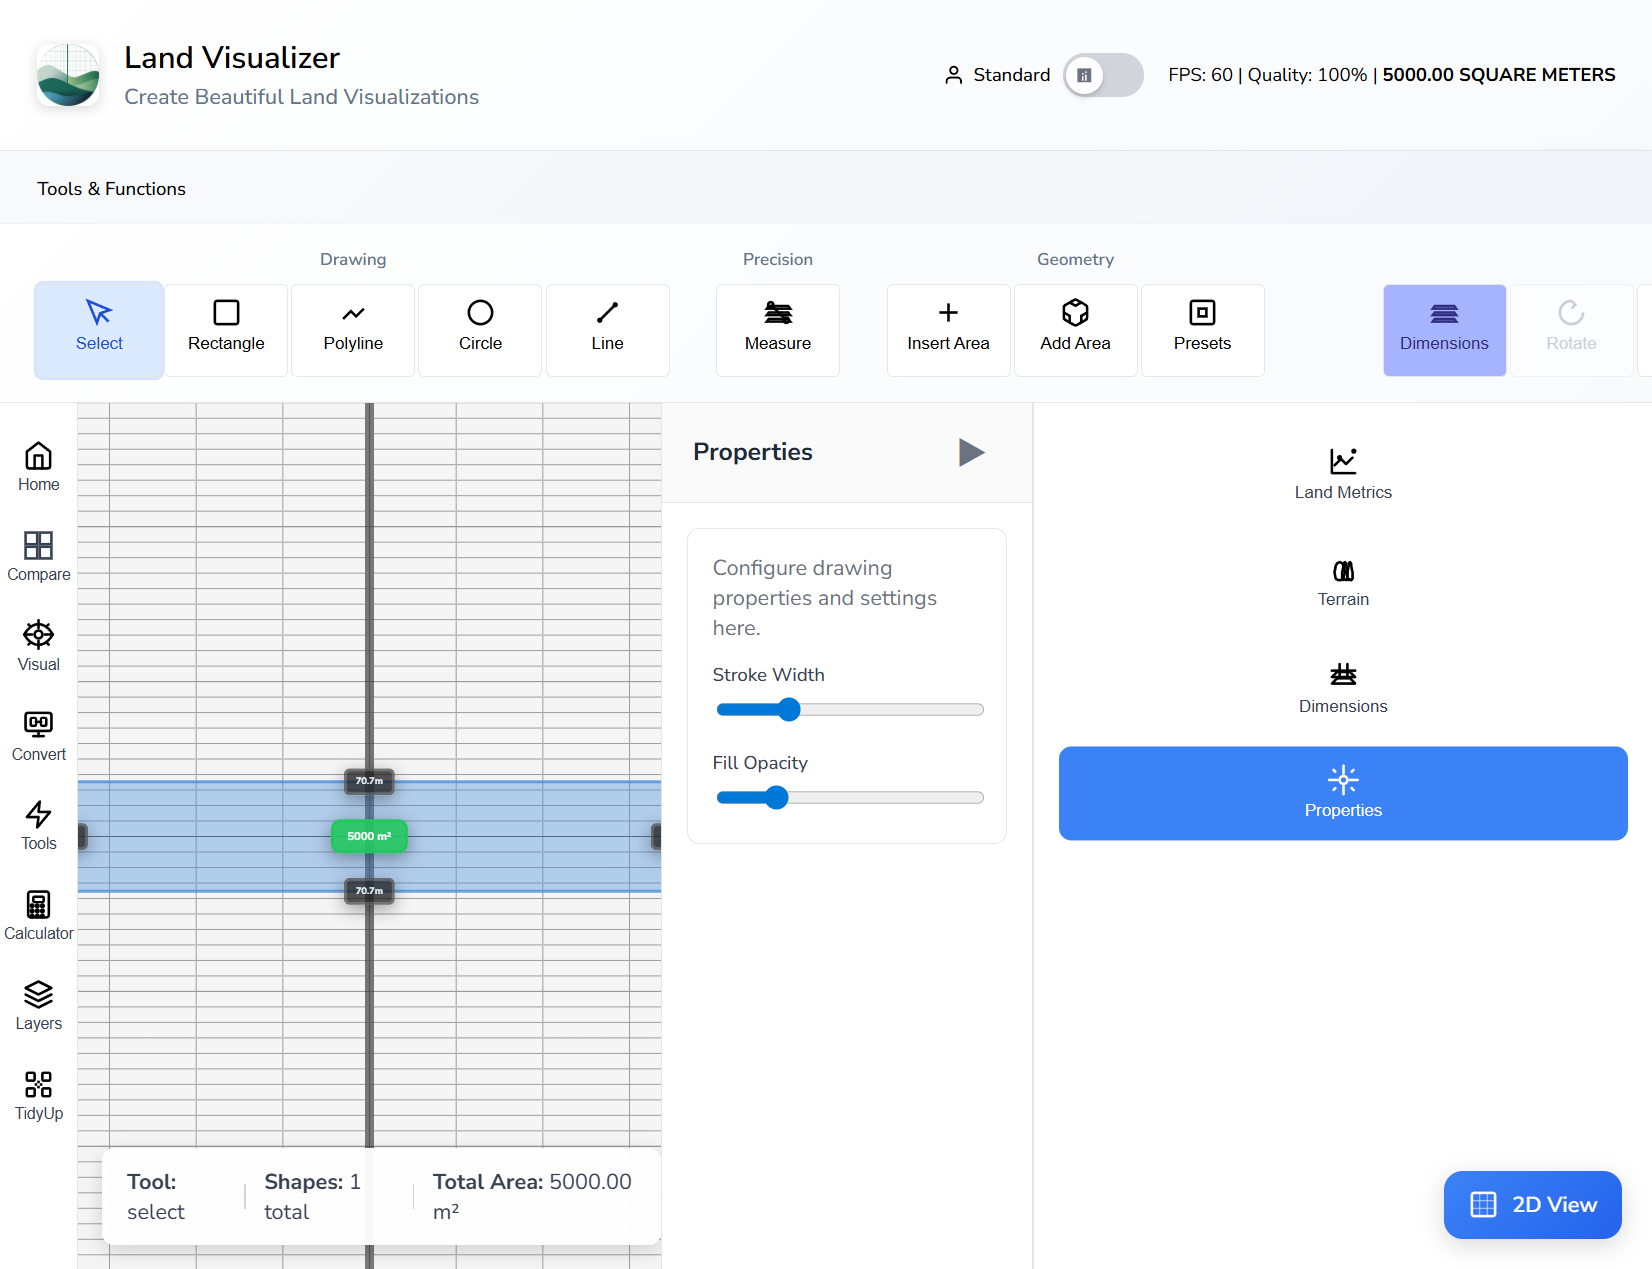 Land Visualizer
Create Beautiful Land Visualizations
Standard
FPS: 60 | Quality: 100% | 5000.00 SQUARE METERS
Tools & Functions
Drawing
Precision
Geometry
Select
Rectangle
Polyline
Circle
Line
Measure
Insert Area
Add Area
Presets
Dimensions
Rotate
Home
Compare
Visual
Convert
Tools
Calculator
Layers
TidyUp
70.7m
5000 m²
70.7m
Tool:
select
Shapes: 1
total
Total Area: 5000.00
m²
Properties
Configure drawing
properties and settings
here.
Stroke Width
Fill Opacity
Land Metrics
Terrain
Dimensions
Properties
2D View